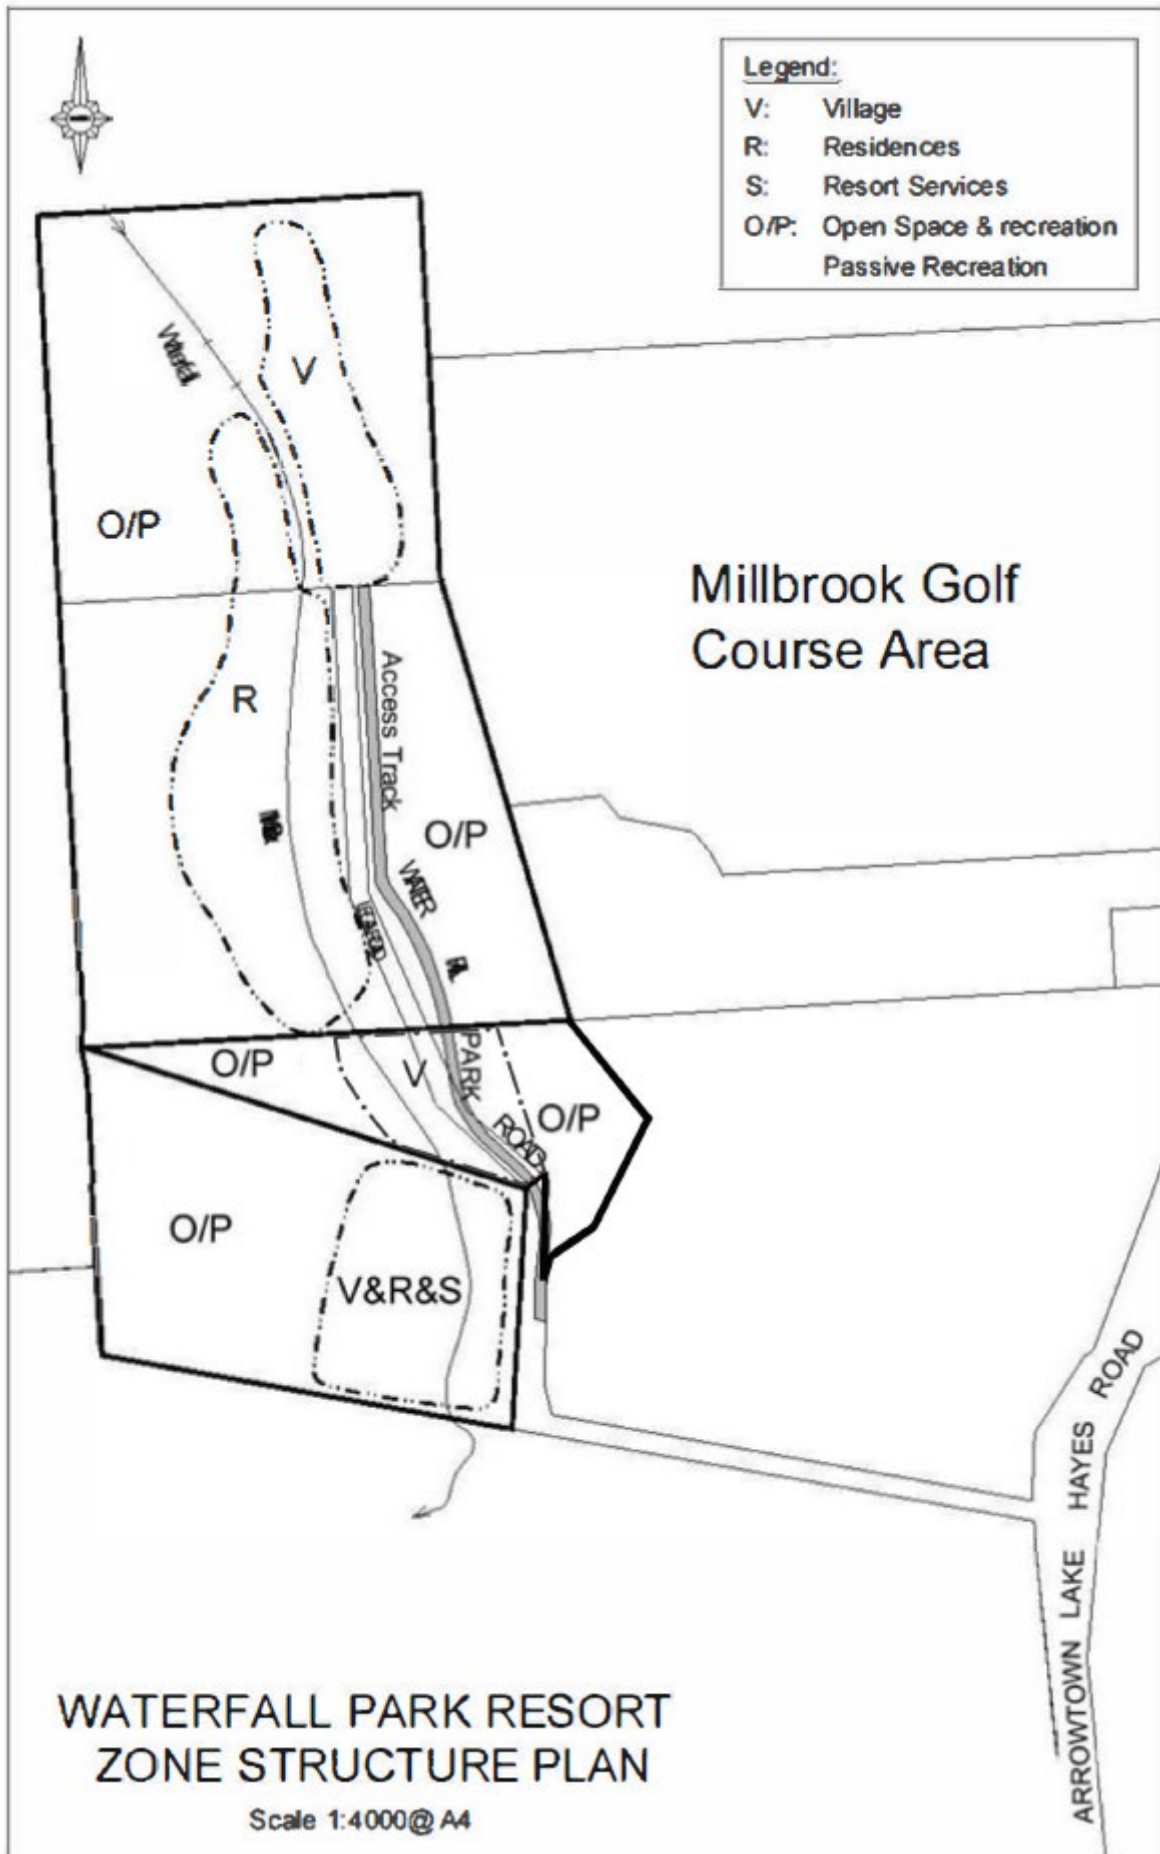 Legend:
V: Village
R: Residences
S: Resort Services
O/P: Open Space & recreation
Passive Recreation
Waterfall
V
O/P
Millbrook Golf
Course Area
R
Access Track
O/P
WATER
PARK
ROAD
O/P
V
O/P
O/P
V&R&S
ARROWTOWN LAKE HAYES ROAD
WATERFALL PARK RESORT
ZONE STRUCTURE PLAN
Scale 1:4000@ A4